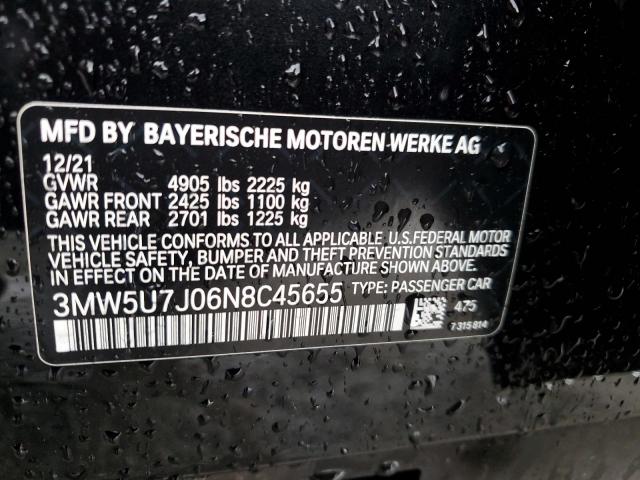 MFD BY BAYERISCHE MOTOREN WERKE AG
12/21
GVWR 4905 lbs 2225 kg
GAWR FRONT 2425 lbs 1100 kg
GAWR REAR 2701 lbs 1225 kg
THIS VEHICLE CONFORMS TO ALL APPLICABLE U.S.FEDERAL MOTOR
VEHICLE SAFETY, BUMPER AND THEFT PREVENTION STANDARDS
IN EFFECT ON THE DATE OF MANUFACTURE SHOWN ABOVE.
3MW5U7J06N8C45655 TYPE: PASSENGER CAR
475
7 315 814